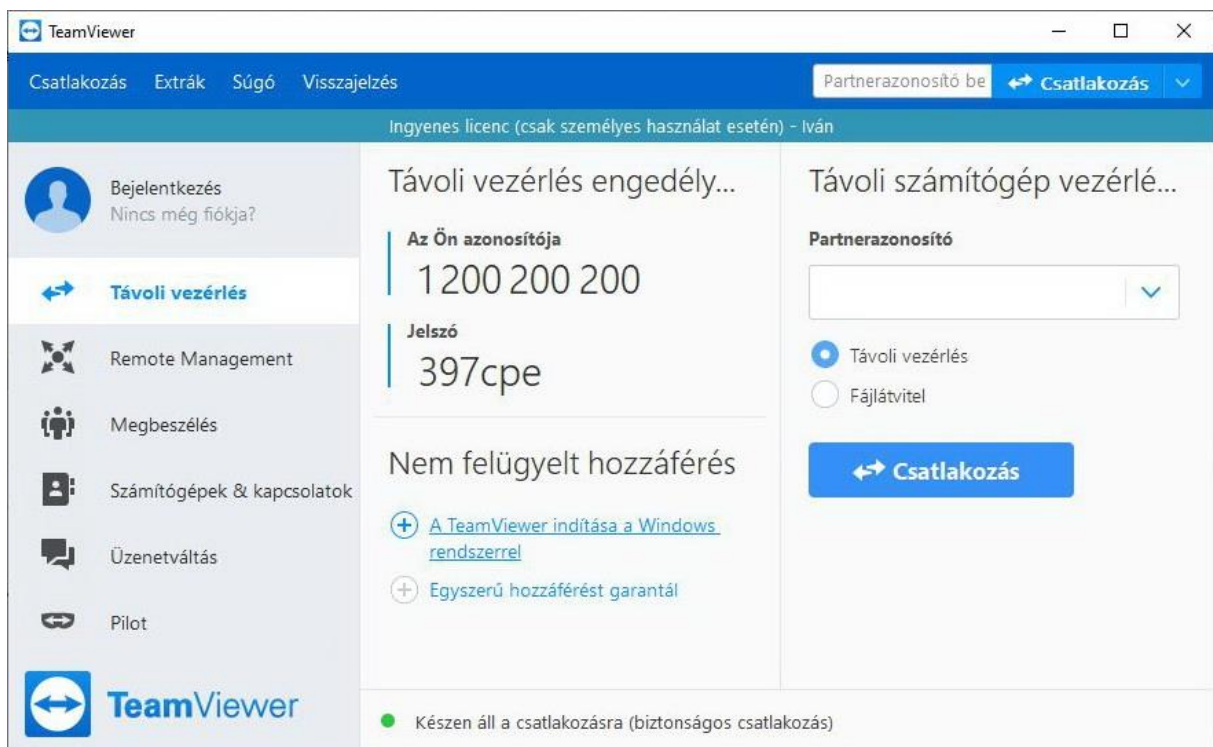 TeamViewer
Csatlakozás Extrák Súgó Visszajelzés
Partnerazonosító be
Csatlakozás
Ingyenes licenc (csak személyes használat esetén) - Iván
Bejelentkezés
Nincs még fiókja?
Távoli vezérlés
Remote Management
Megbeszélés
Számítógépek & kapcsolatok
Üzenetváltás
Pilot
TeamViewer
Távoli vezérlés engedély...
Az Ön azonosítója
1 200 200 200
Jelszó
397cpe
Nem felügyelt hozzáférés
A TeamViewer indítása a Windows
rendszerrel
Egyszerű hozzáférést garantál
Távoli számítógép vezérlé...
Partnerazonosító
Távoli vezérlés
Fájlátvitel
Csatlakozás
Készen áll a csatlakozásra (biztonságos csatlakozás)